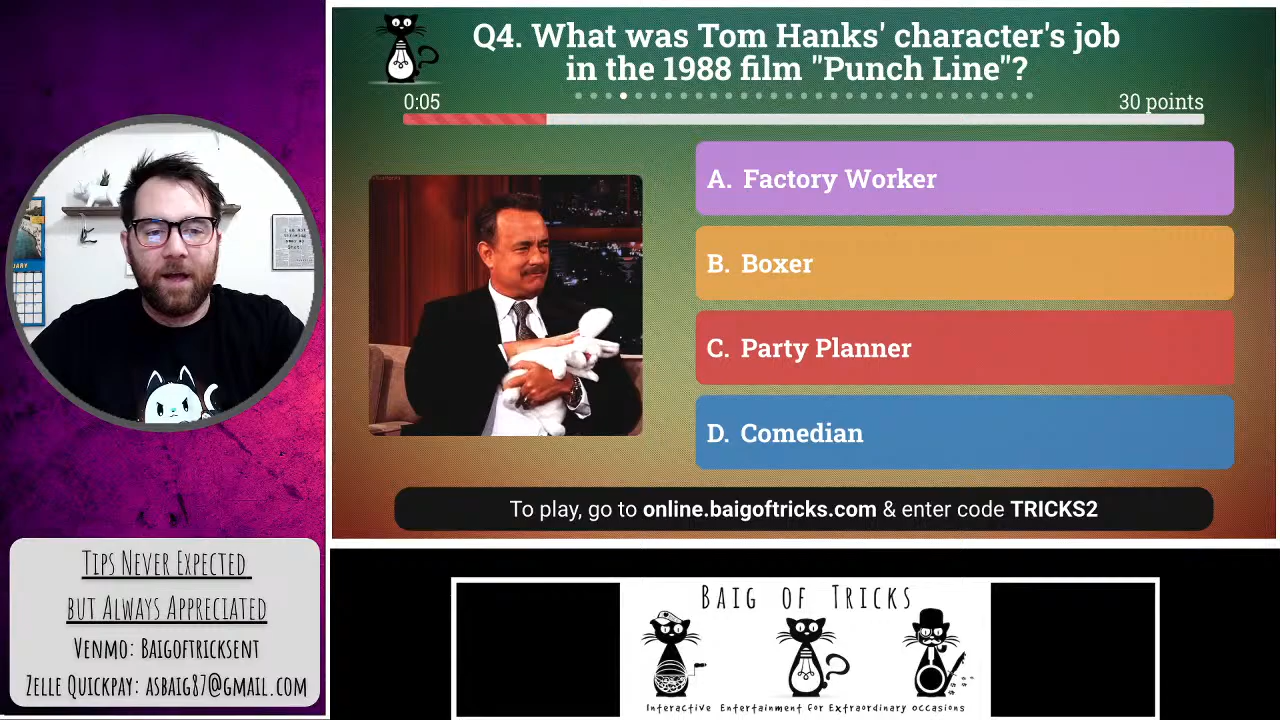 Q4. What was Tom Hanks' character's job
in the 1988 film "Punch Line"?
0:05
30 points
A. Factory Worker
B. Boxer
C. Party Planner
D. Comedian
To play, go to online.baigoftricks.com & enter code TRICKS2
Tips Never Expected
but Always Appreciated
Venmo: Baigoftricksent
Zelle Quickpay: asbaig87@gmail.com
Baig of Tricks
Interactive Entertainment for Extraordinary Occasions